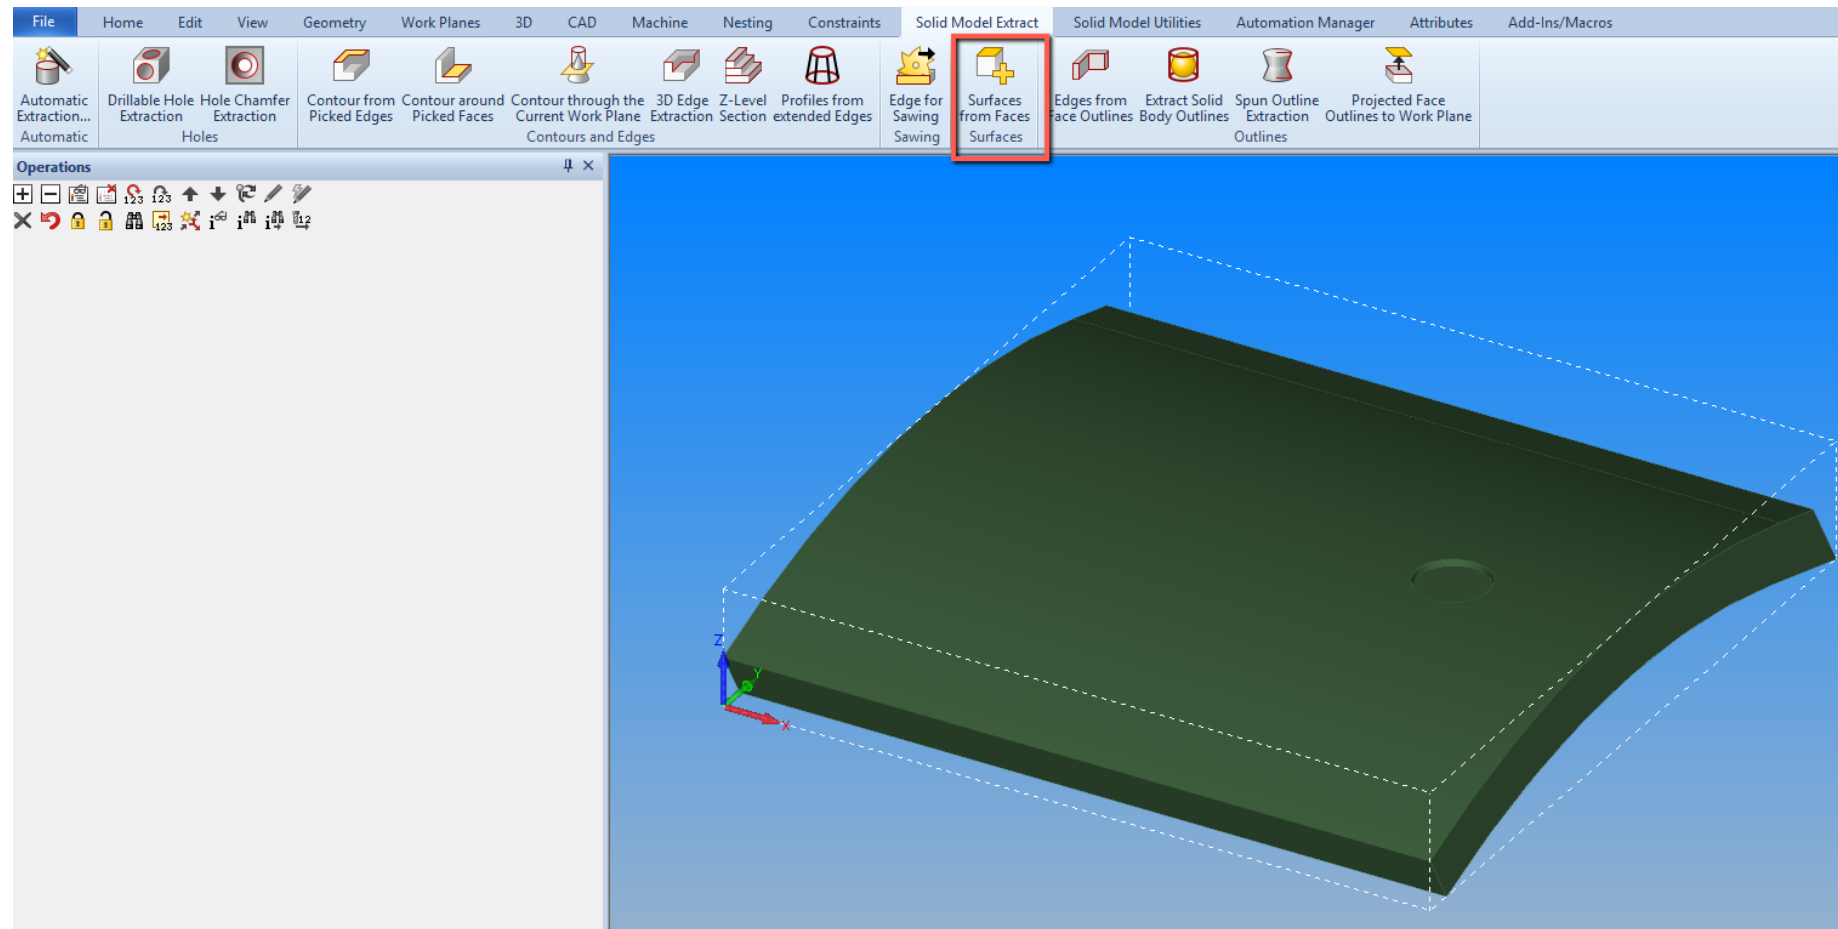 File Home Edit View Geometry Work Planes 3D CAD Machine Nesting Constraints Solid Model Extract Solid Model Utilities Automation Manager Attributes Add-Ins/Macros
Automatic Drillable Hole Hole Chamfer Contour from Contour around Contour through the 3D Edge Z-Level Profiles from Edge for Surfaces Edges from Extract Solid Spun Outline Projected Face
Extraction... Extraction Extraction Picked Edges Picked Faces Current Work Plane Extraction Section extended Edges Sawing from Faces Face Outlines Body Outlines Extraction Outlines to Work Plane
Automatic Holes Contours and Edges Sawing Surfaces Outlines
Operations
123 123
123 i i i 12
Z
Y
X